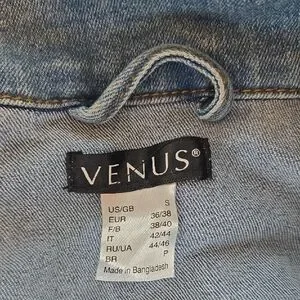 VENUS®
US/GB S
EUR 36/38
F/B 38/40
IT 42/44
RU/UA 44/46
BR P
Made in Bangladesh